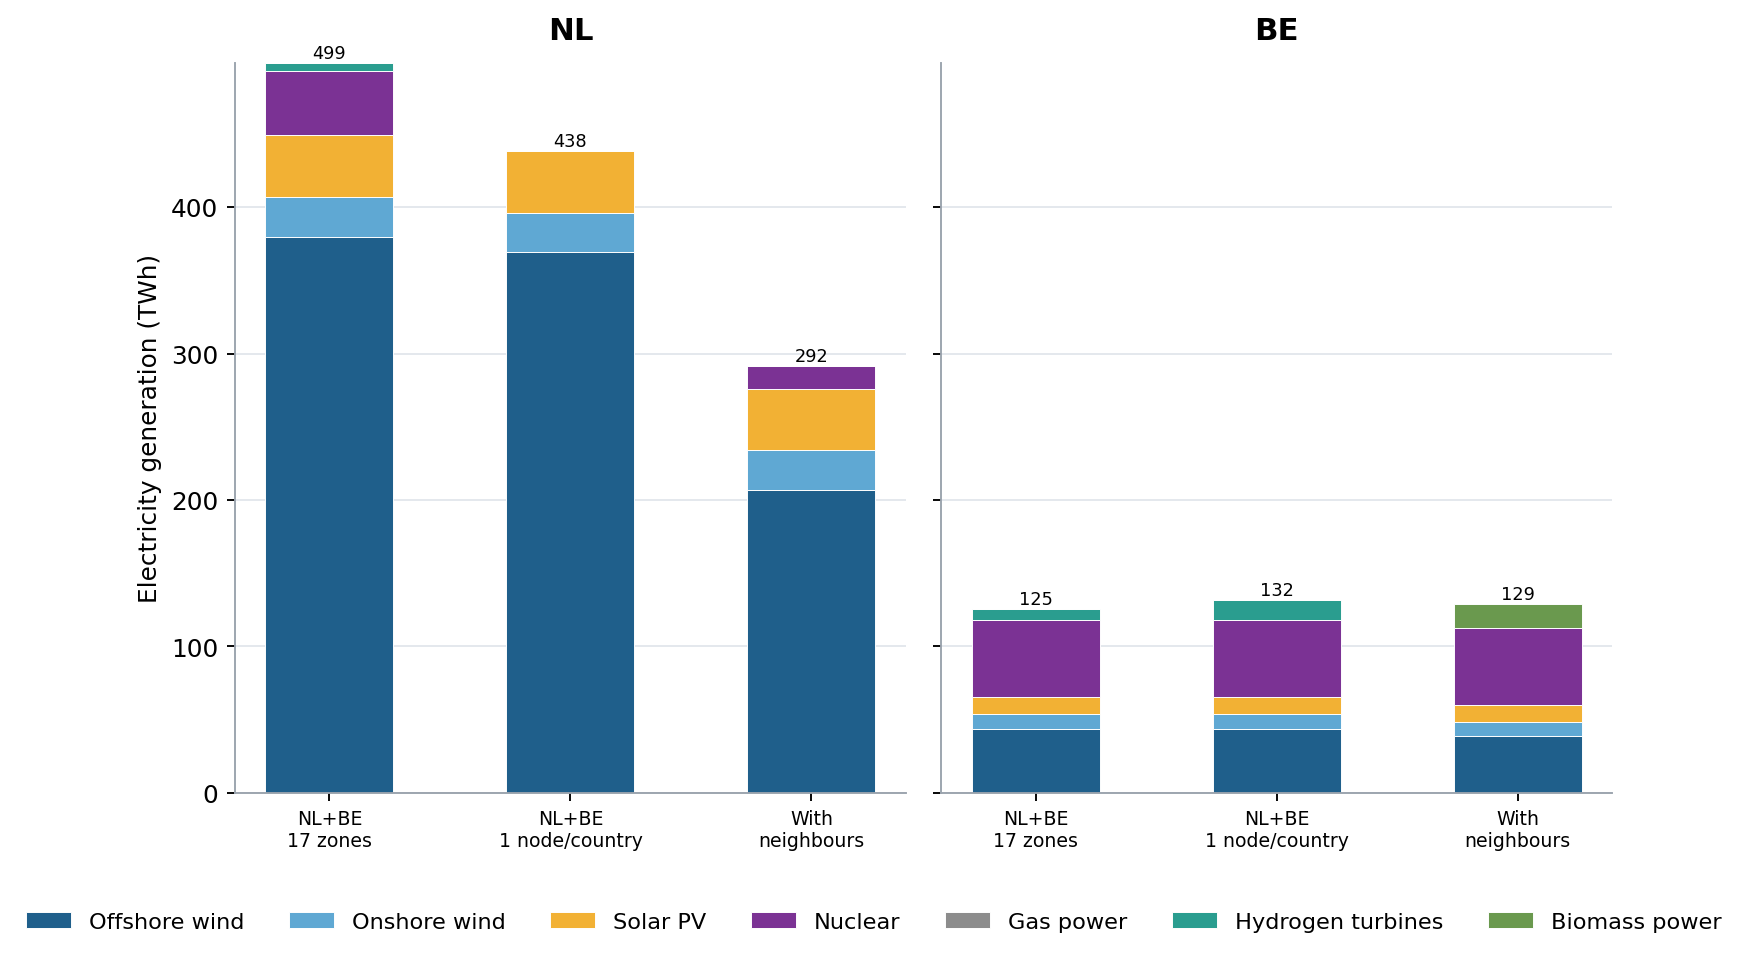 NL
BE
499
438
292
125
132
129
Electricity generation (TWh)
400
300
200
100
0
NL+BE
17 zones
NL+BE
1 node/country
With
neighbours
NL+BE
17 zones
NL+BE
1 node/country
With
neighbours
Offshore wind
Onshore wind
Solar PV
Nuclear
Gas power
Hydrogen turbines
Biomass power